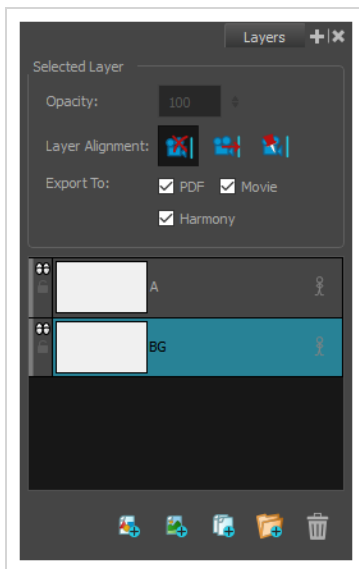 Layers
Selected Layer
Opacity: 100
Layer Alignment:
Export To: PDF Movie
Harmony
A
BG